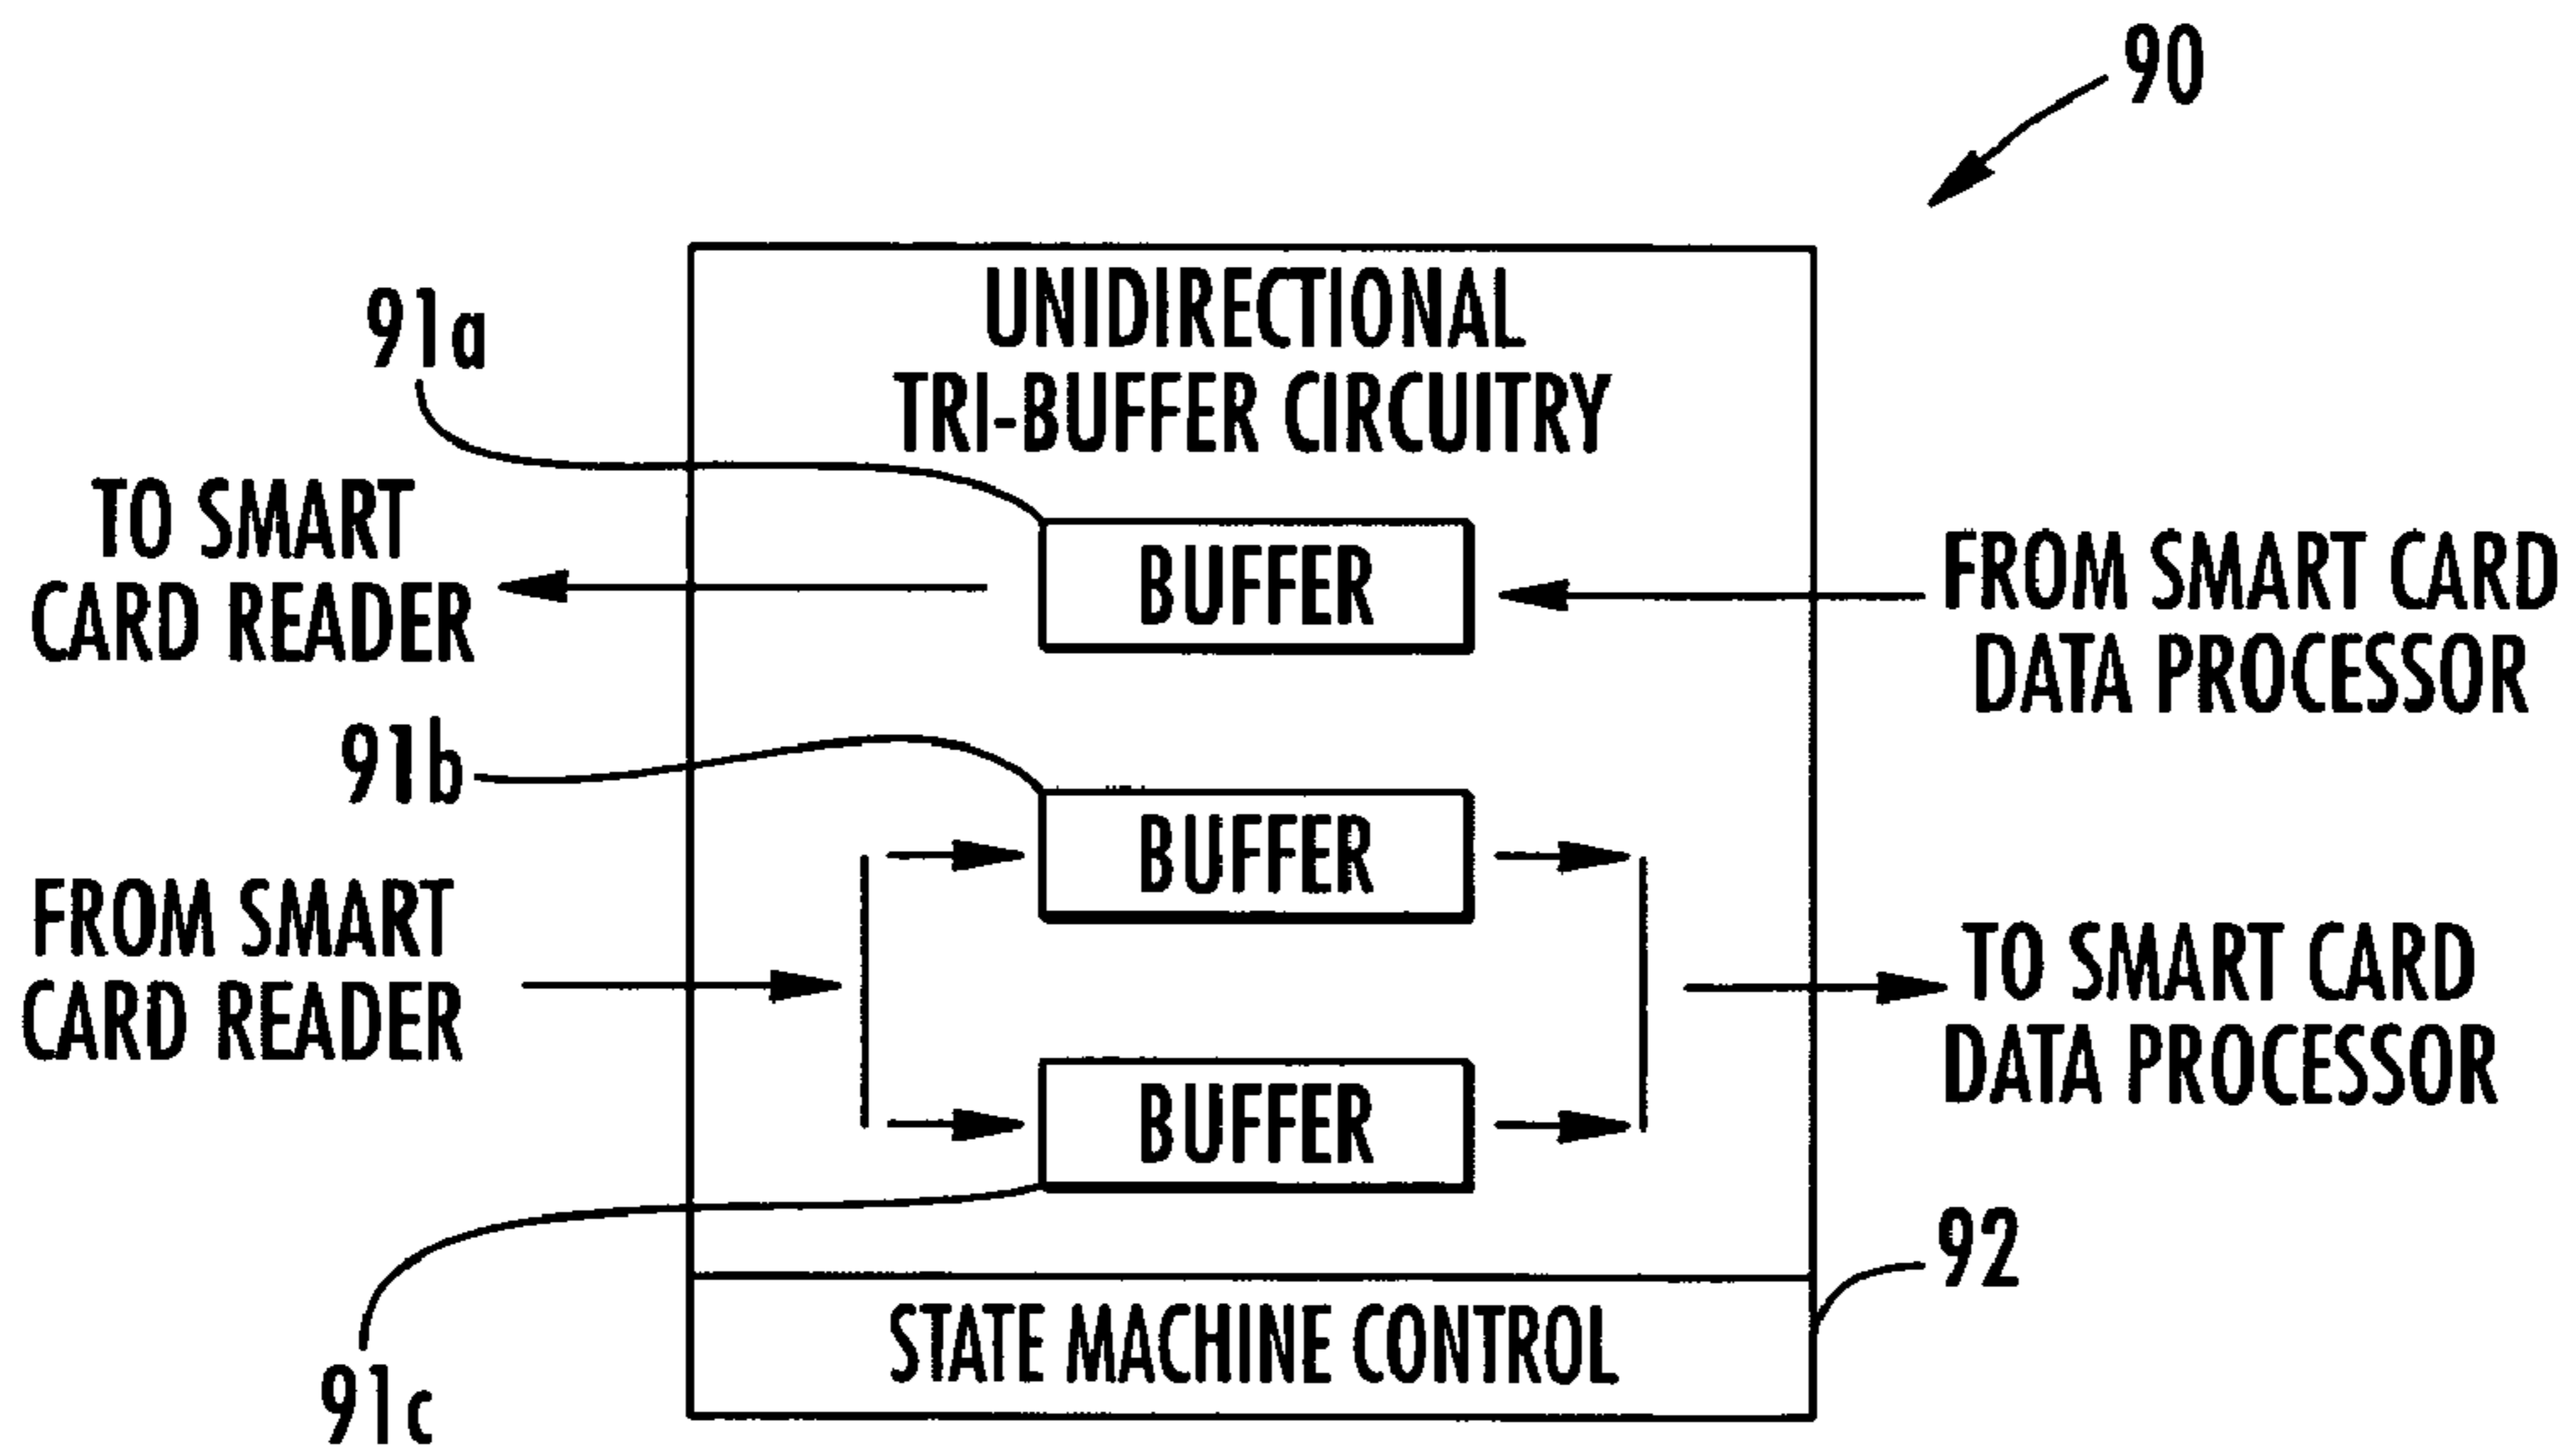 90
UNIDIRECTIONAL
TRI-BUFFER CIRCUITRY
91a
TO SMART
CARD READER
BUFFER
FROM SMART CARD
DATA PROCESSOR
91b
BUFFER
FROM SMART
CARD READER
TO SMART CARD
DATA PROCESSOR
BUFFER
92
STATE MACHINE CONTROL
91c